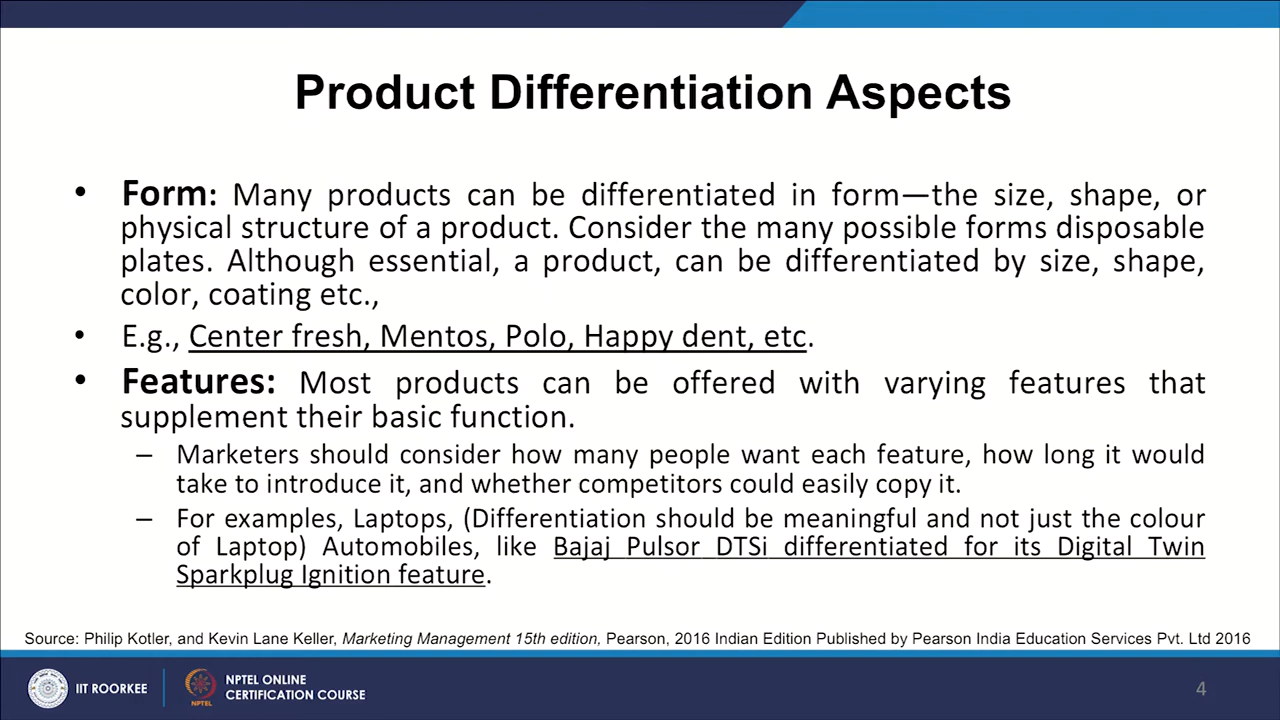 Product Differentiation Aspects
• Form: Many products can be differentiated in form—the size, shape, or
physical structure of a product. Consider the many possible forms disposable
plates. Although essential, a product, can be differentiated by size, shape,
color, coating etc.,
• E.g., Center fresh, Mentos, Polo, Happy dent, etc.
• Features: Most products can be offered with varying features that
supplement their basic function.
– Marketers should consider how many people want each feature, how long it would
take to introduce it, and whether competitors could easily copy it.
– For examples, Laptops, (Differentiation should be meaningful and not just the colour
of Laptop) Automobiles, like Bajaj Pulsor DTSi differentiated for its Digital Twin
Sparkplug Ignition feature.
Source: Philip Kotler, and Kevin Lane Keller, Marketing Management 15th edition, Pearson, 2016 Indian Edition Published by Pearson India Education Services Pvt. Ltd 2016
IIT ROORKEE
NPTEL
NPTEL ONLINE
CERTIFICATION COURSE
4